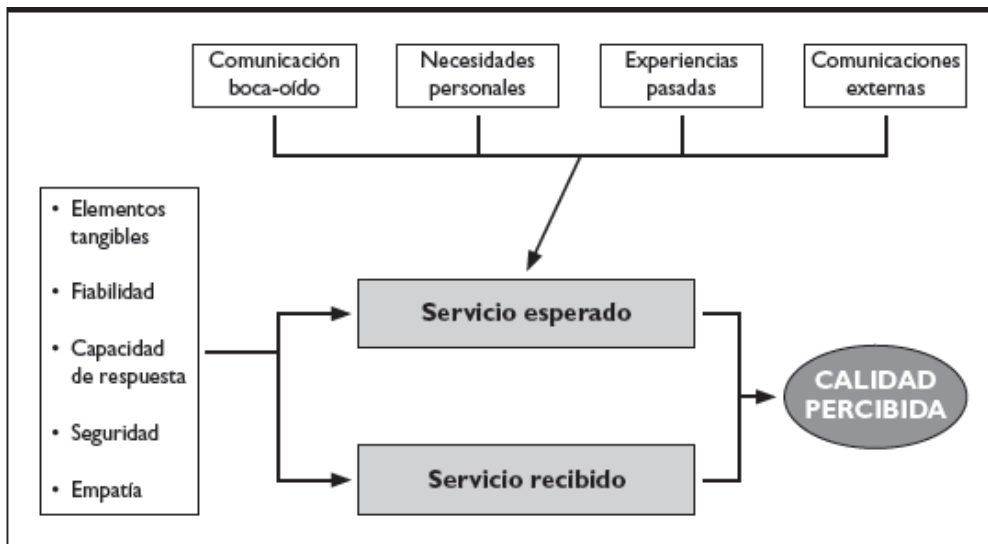 Comunicación
boca-oído
Necesidades
personales
Experiencias
pasadas
Comunicaciones
externas
• Elementos
tangibles
• Fiabilidad
• Capacidad
de respuesta
• Seguridad
• Empatía
Servicio esperado
Servicio recibido
CALIDAD
PERCIBIDA